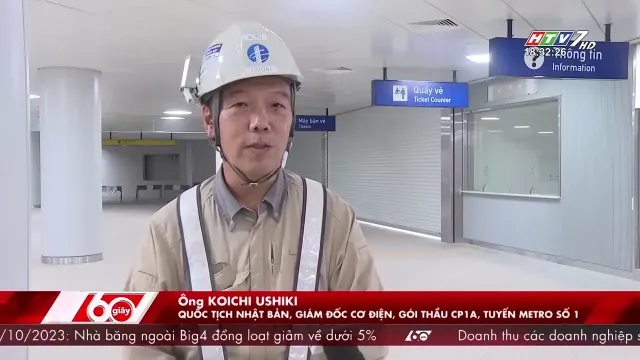 HTV7 HD
18:32:26
Thông tin
Information
?
Quầy vé
Ticket Counter
Máy bán vé
Tickets
60 giây
Ông KOICHI USHIKI
QUỐC TỊCH NHẬT BẢN, GIÁM ĐỐC CƠ ĐIỆN, GÓI THẦU CP1A, TUYẾN METRO SỐ 1
/10/2023: Nhà băng ngoài Big4 đồng loạt giảm về dưới 5% 60s Doanh thu các doanh nghiệp